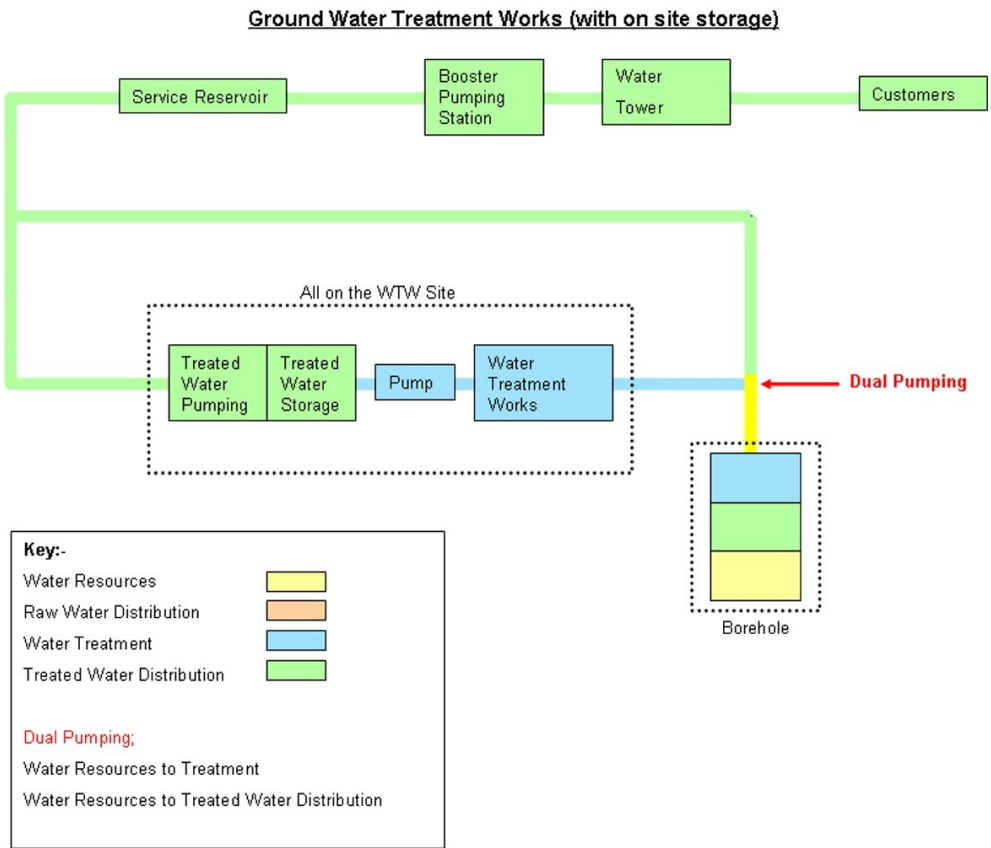 Ground Water Treatment Works (with on site storage)
Service Reservoir
Booster
Pumping
Station
Water
Tower
Customers
All on the WTW Site
Treated
Water
Pumping
Treated
Water
Storage
Pump
Water
Treatment
Works
Dual Pumping
Borehole
Key:-
Water Resources
Raw Water Distribution
Water Treatment
Treated Water Distribution
Dual Pumping;
Water Resources to Treatment
Water Resources to Treated Water Distribution